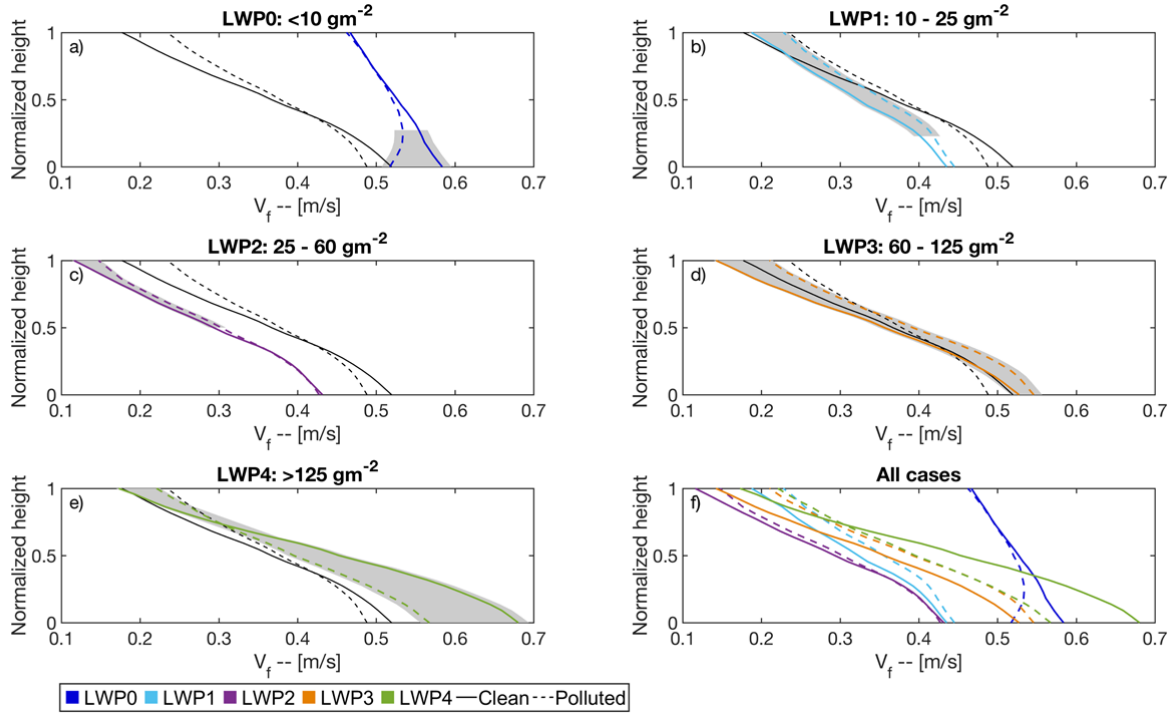 LWP0: <10 gm-2
a)
Normalized height
1
0.5
0
0.1 0.2 0.3 0.4 0.5 0.6 0.7
Vf -- [m/s]
LWP1: 10 - 25 gm-2
b)
Normalized height
1
0.5
0
0.1 0.2 0.3 0.4 0.5 0.6 0.7
Vf -- [m/s]
LWP2: 25 - 60 gm-2
c)
Normalized height
1
0.5
0
0.1 0.2 0.3 0.4 0.5 0.6 0.7
Vf -- [m/s]
LWP3: 60 - 125 gm-2
d)
Normalized height
1
0.5
0
0.1 0.2 0.3 0.4 0.5 0.6 0.7
Vf -- [m/s]
LWP4: >125 gm-2
e)
Normalized height
1
0.5
0
0.1 0.2 0.3 0.4 0.5 0.6 0.7
Vf -- [m/s]
All cases
f)
Normalized height
1
0.5
0
0.1 0.2 0.3 0.4 0.5 0.6 0.7
Vf -- [m/s]
LWP0 LWP1 LWP2 LWP3 LWP4 Clean Polluted